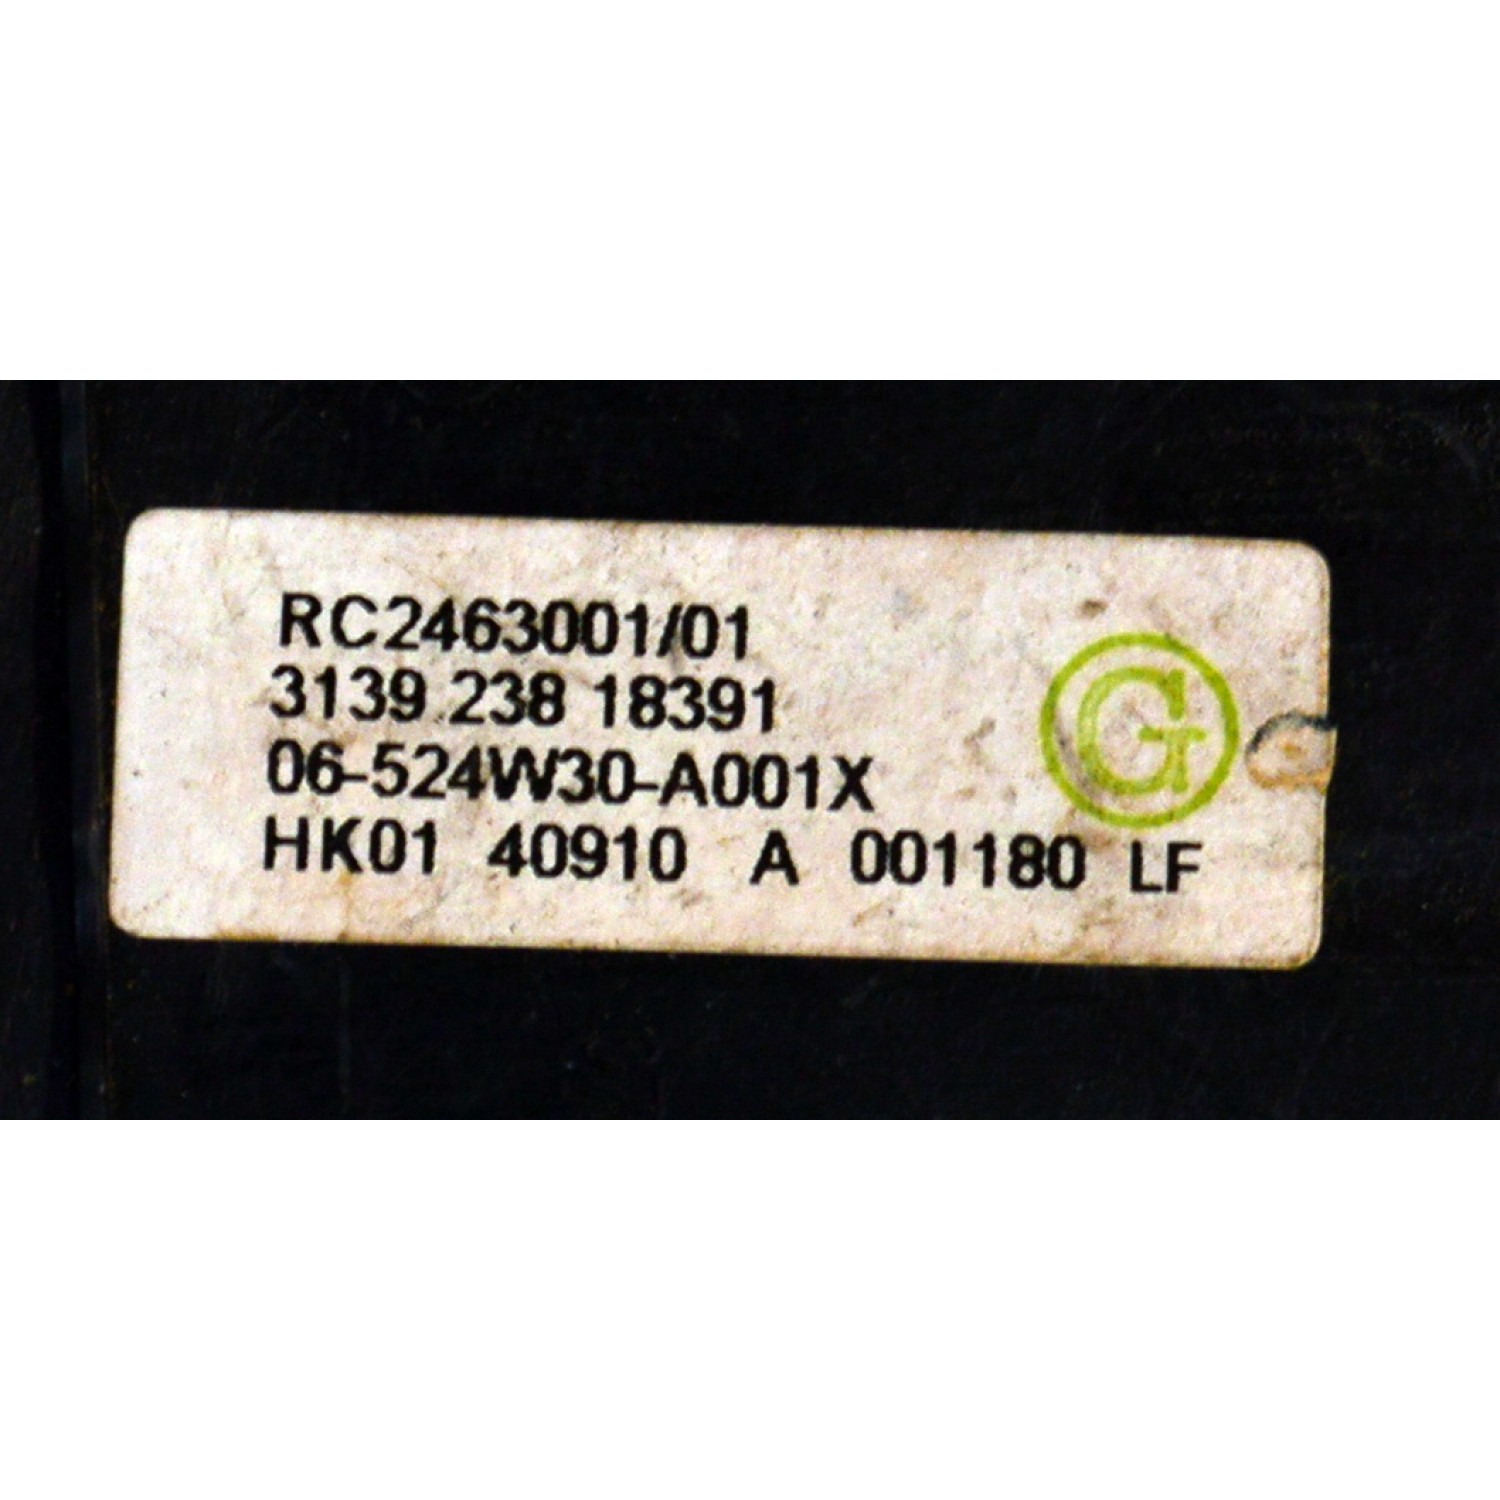 RC2463001/01
3139 238 18391
06-524W30-A001X
G
HK01 40910 A 001180 LF